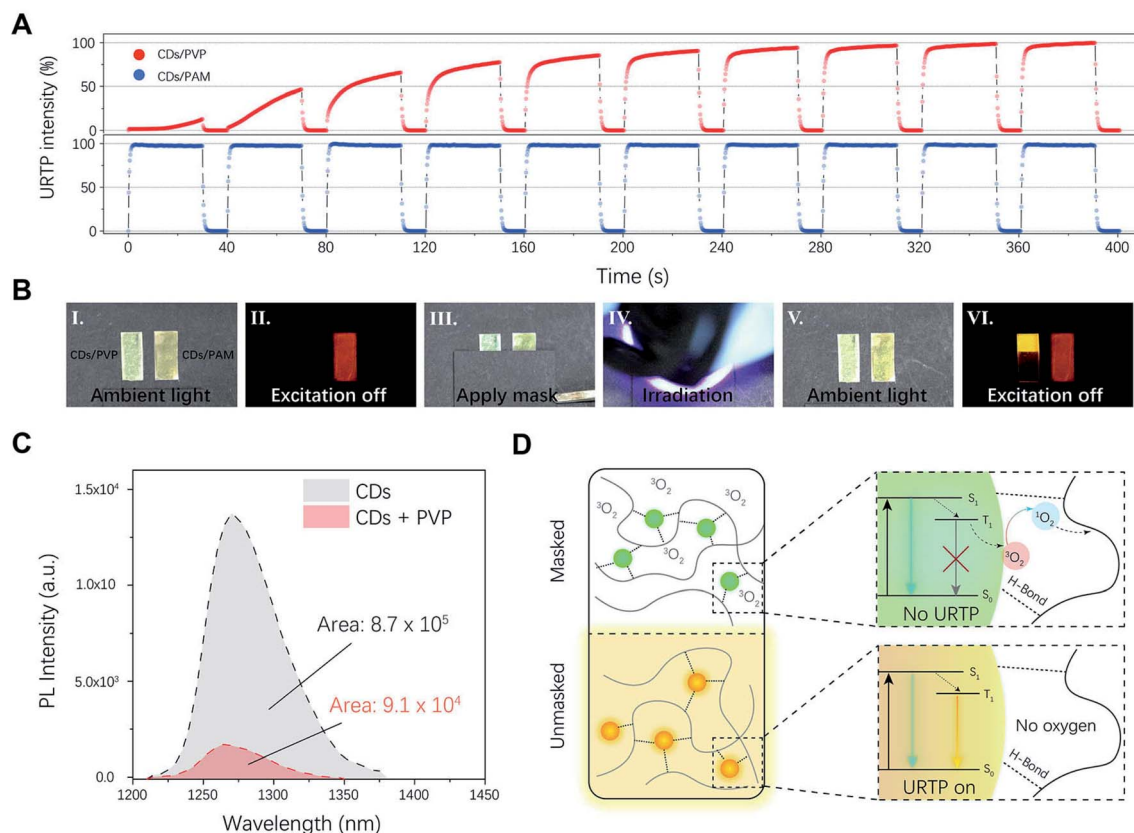 A
100
50
0
100
50
0
URTP intensity (%)
CDs/PVP
CDs/PAM
0 40 80 120 160 200 240 280 320 360 400
Time (s)
B
I.
CDs/PVP
CDs/PAM
Ambient light
II.
Excitation off
III.
Apply mask
IV.
Irradiation
V.
Ambient light
VI.
Excitation off
C
1.5x10⁴
1.0x10⁴
5.0x10³
0.0
PL Intensity (a.u.)
CDs
CDs + PVP
Area: 8.7 x 10⁵
Area: 9.1 x 10⁴
1200 1250 1300 1350 1400 1450
Wavelength (nm)
D
Masked
³O₂
³O₂
³O₂
³O₂
³O₂
³O₂
Unmasked
S₁
T₁
¹O₂
³O₂
S₀
H-Bond
No URTP
S₁
T₁
No oxygen
S₀
H-Bond
URTP on